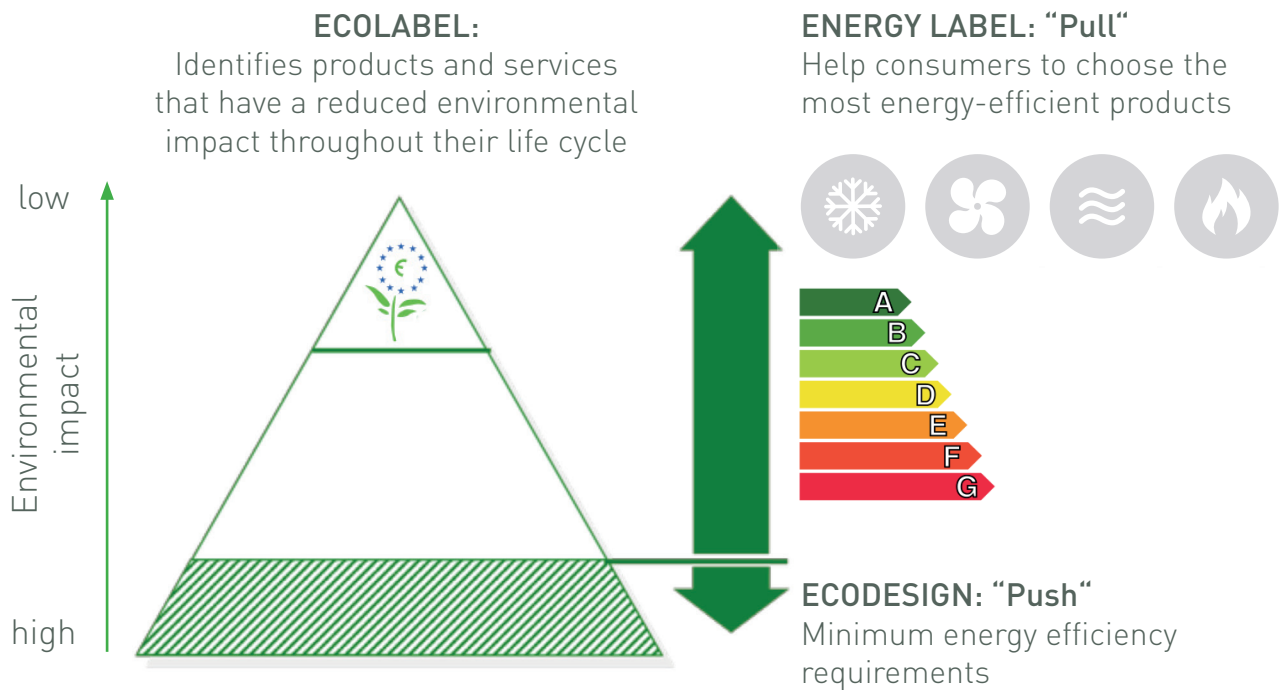 ECOLABEL:
Identifies products and services
that have a reduced environmental
impact throughout their life cycle
ENERGY LABEL: “Pull“
Help consumers to choose the
most energy-efficient products
low
Environmental
impact
high
A
B
C
D
E
F
G
ECODESIGN: “Push“
Minimum energy efficiency
requirements